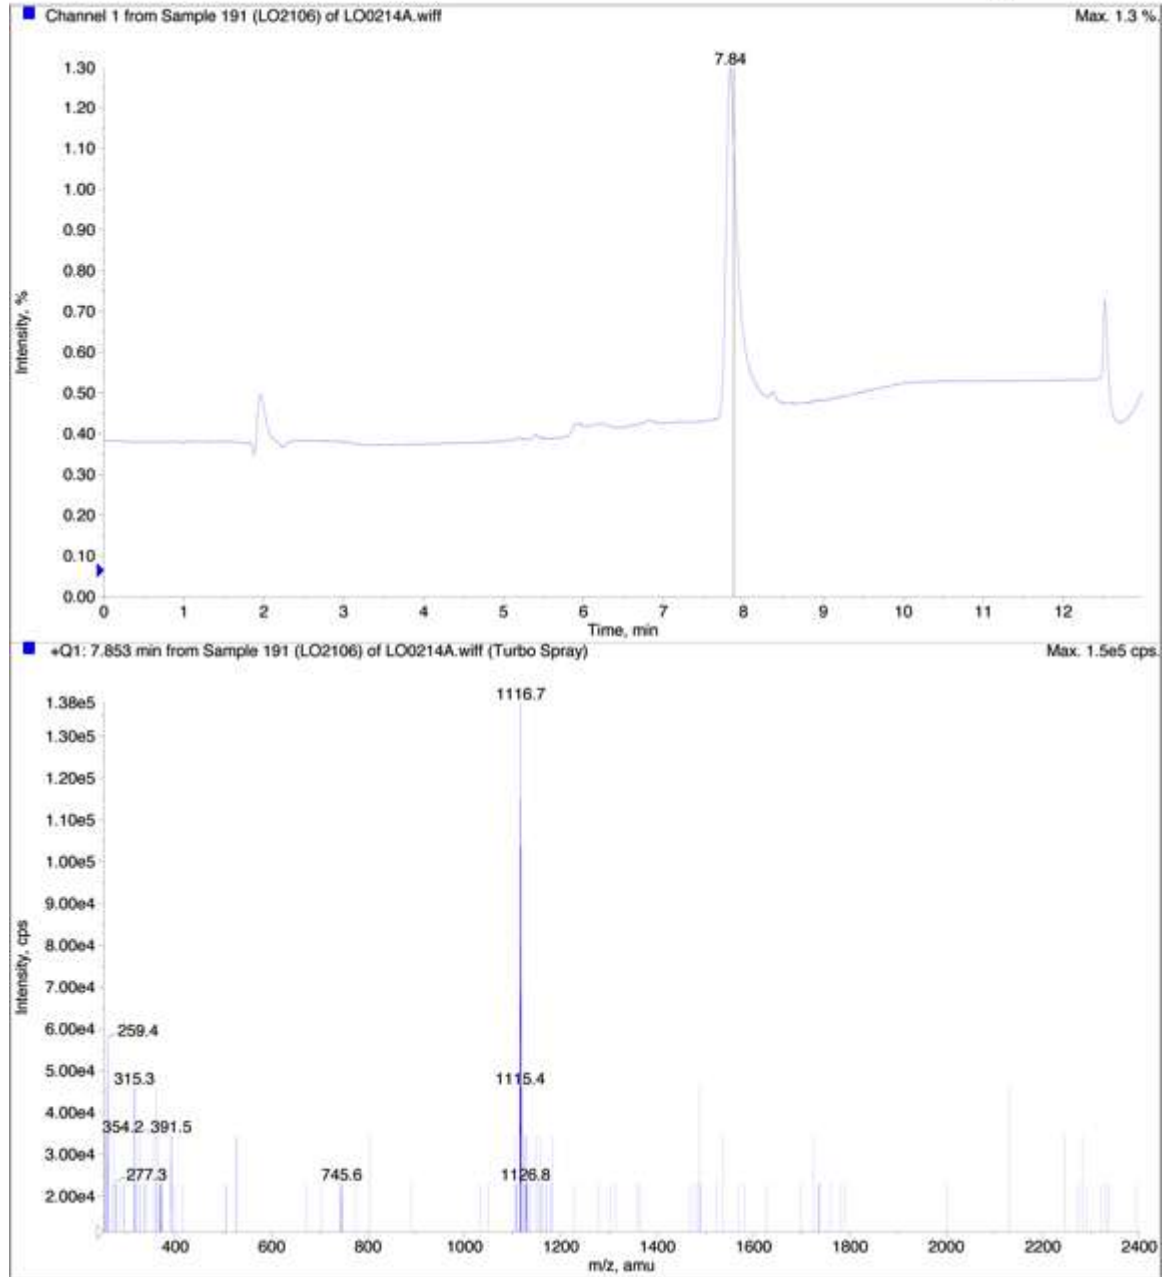 Channel 1 from Sample 191 (LO2106) of LO0214A.wiff Max. 1.3 %.
7.84
1.30
1.20
1.10
1.00
0.90
0.80
0.70
0.60
0.50
0.40
0.30
0.20
0.10
0.00
Intensity, %
0 1 2 3 4 5 6 7 8 9 10 11 12
Time, min
+Q1: 7.853 min from Sample 191 (LO2106) of LO0214A.wiff (Turbo Spray) Max. 1.5e5 cps.
1116.7
1.38e5
1.30e5
1.20e5
1.10e5
1.00e5
9.00e4
8.00e4
7.00e4
6.00e4
5.00e4
4.00e4
3.00e4
2.00e4
Intensity, cps
259.4
315.3 1115.4
354.2 391.5
277.3 745.6 1126.8
400 600 800 1000 1200 1400 1600 1800 2000 2200 2400
m/z, amu